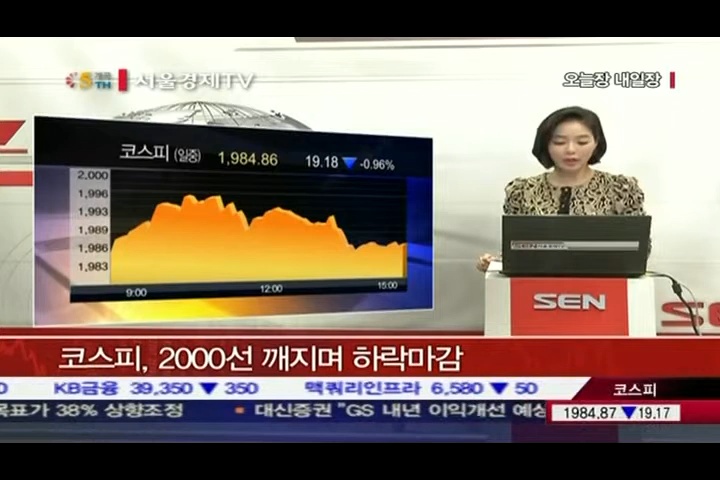 5 개국
TH
서울경제TV
오늘장 내일장
코스피 (일중) 1,984.86 19.18 ▼ -0.96%
2,000
1,996
1,993
1,989
1,986
1,983
9:00 12:00 15:00
SEN
코스피, 2000선 깨지며 하락마감
KB금융 39,350 ▼ 350 맥쿼리인프라 6,580 ▼ 50
코스피
목표가 38% 상향조정 ▪ 대신증권 "GS 내년 이익개선 예상
1984.87 ▼ 19.17